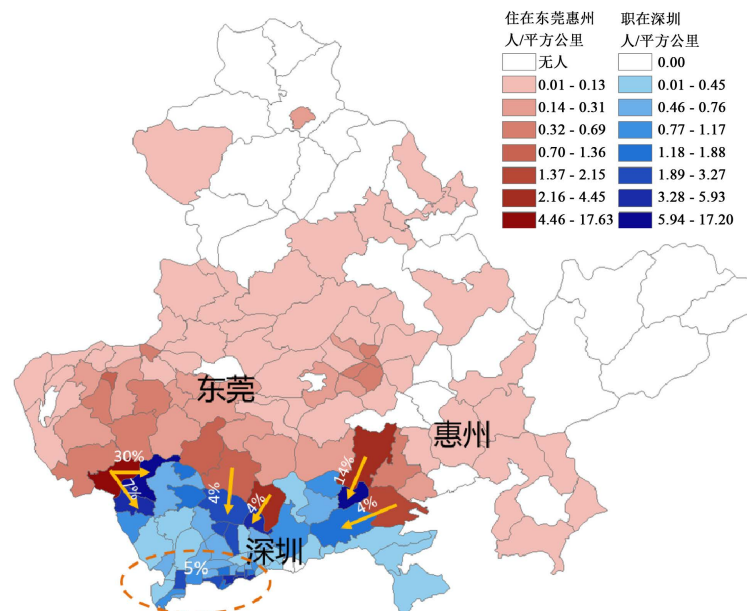 住在东莞惠州 职在深圳
人/平方公里 人/平方公里
无人 0.00
0.01 - 0.13 0.01 - 0.45
0.14 - 0.31 0.46 - 0.76
0.32 - 0.69 0.77 - 1.17
0.70 - 1.36 1.18 - 1.88
1.37 - 2.15 1.89 - 3.27
2.16 - 4.45 3.28 - 5.93
4.46 - 17.63 5.94 - 17.20
东莞
惠州
30%
7%
4%
4%
14%
4%
深圳
5%